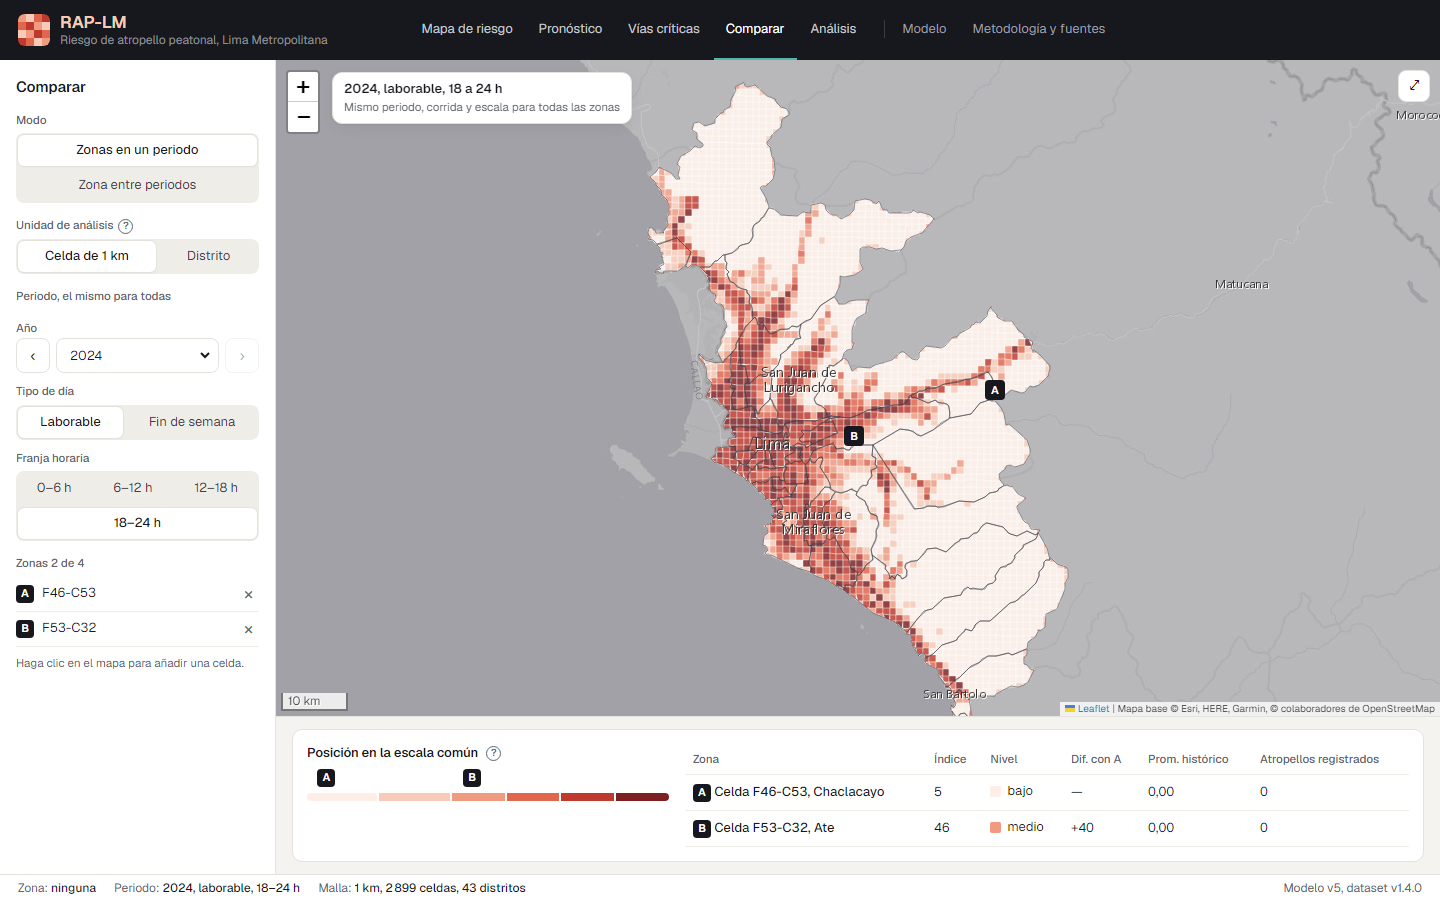 RAP-LM
Riesgo de atropello peatonal, Lima Metropolitana
Mapa de riesgo
Pronóstico
Vías críticas
Comparar
Análisis
Modelo
Metodología y fuentes
Comparar
Modo
Zonas en un periodo
Zona entre periodos
Unidad de análisis ?
Celda de 1 km
Distrito
Periodo, el mismo para todas
Año
‹
2024
›
Tipo de día
Laborable
Fin de semana
Franja horaria
0–6 h
6–12 h
12–18 h
18–24 h
Zonas 2 de 4
A F46-C53 ×
B F53-C32 ×
Haga clic en el mapa para añadir una celda.
+
−
2024, laborable, 18 a 24 h
Mismo periodo, corrida y escala para todas las zonas
Moroco
Matucana
CALLAO
San Juan de
Lurigancho
A
B
Lima
San Juan de
Miraflores
San Bartolo
10 km
Leaflet | Mapa base © Esri, HERE, Garmin, © colaboradores de OpenStreetMap
Posición en la escala común ?
A
B
Zona Índice Nivel Dif. con A Prom. histórico Atropellos registrados
A Celda F46-C53, Chaclacayo 5 bajo — 0,00 0
B Celda F53-C32, Ate 46 medio +40 0,00 0
Zona: ninguna Periodo: 2024, laborable, 18–24 h Malla: 1 km, 2 899 celdas, 43 distritos
Modelo v5, dataset v1.4.0